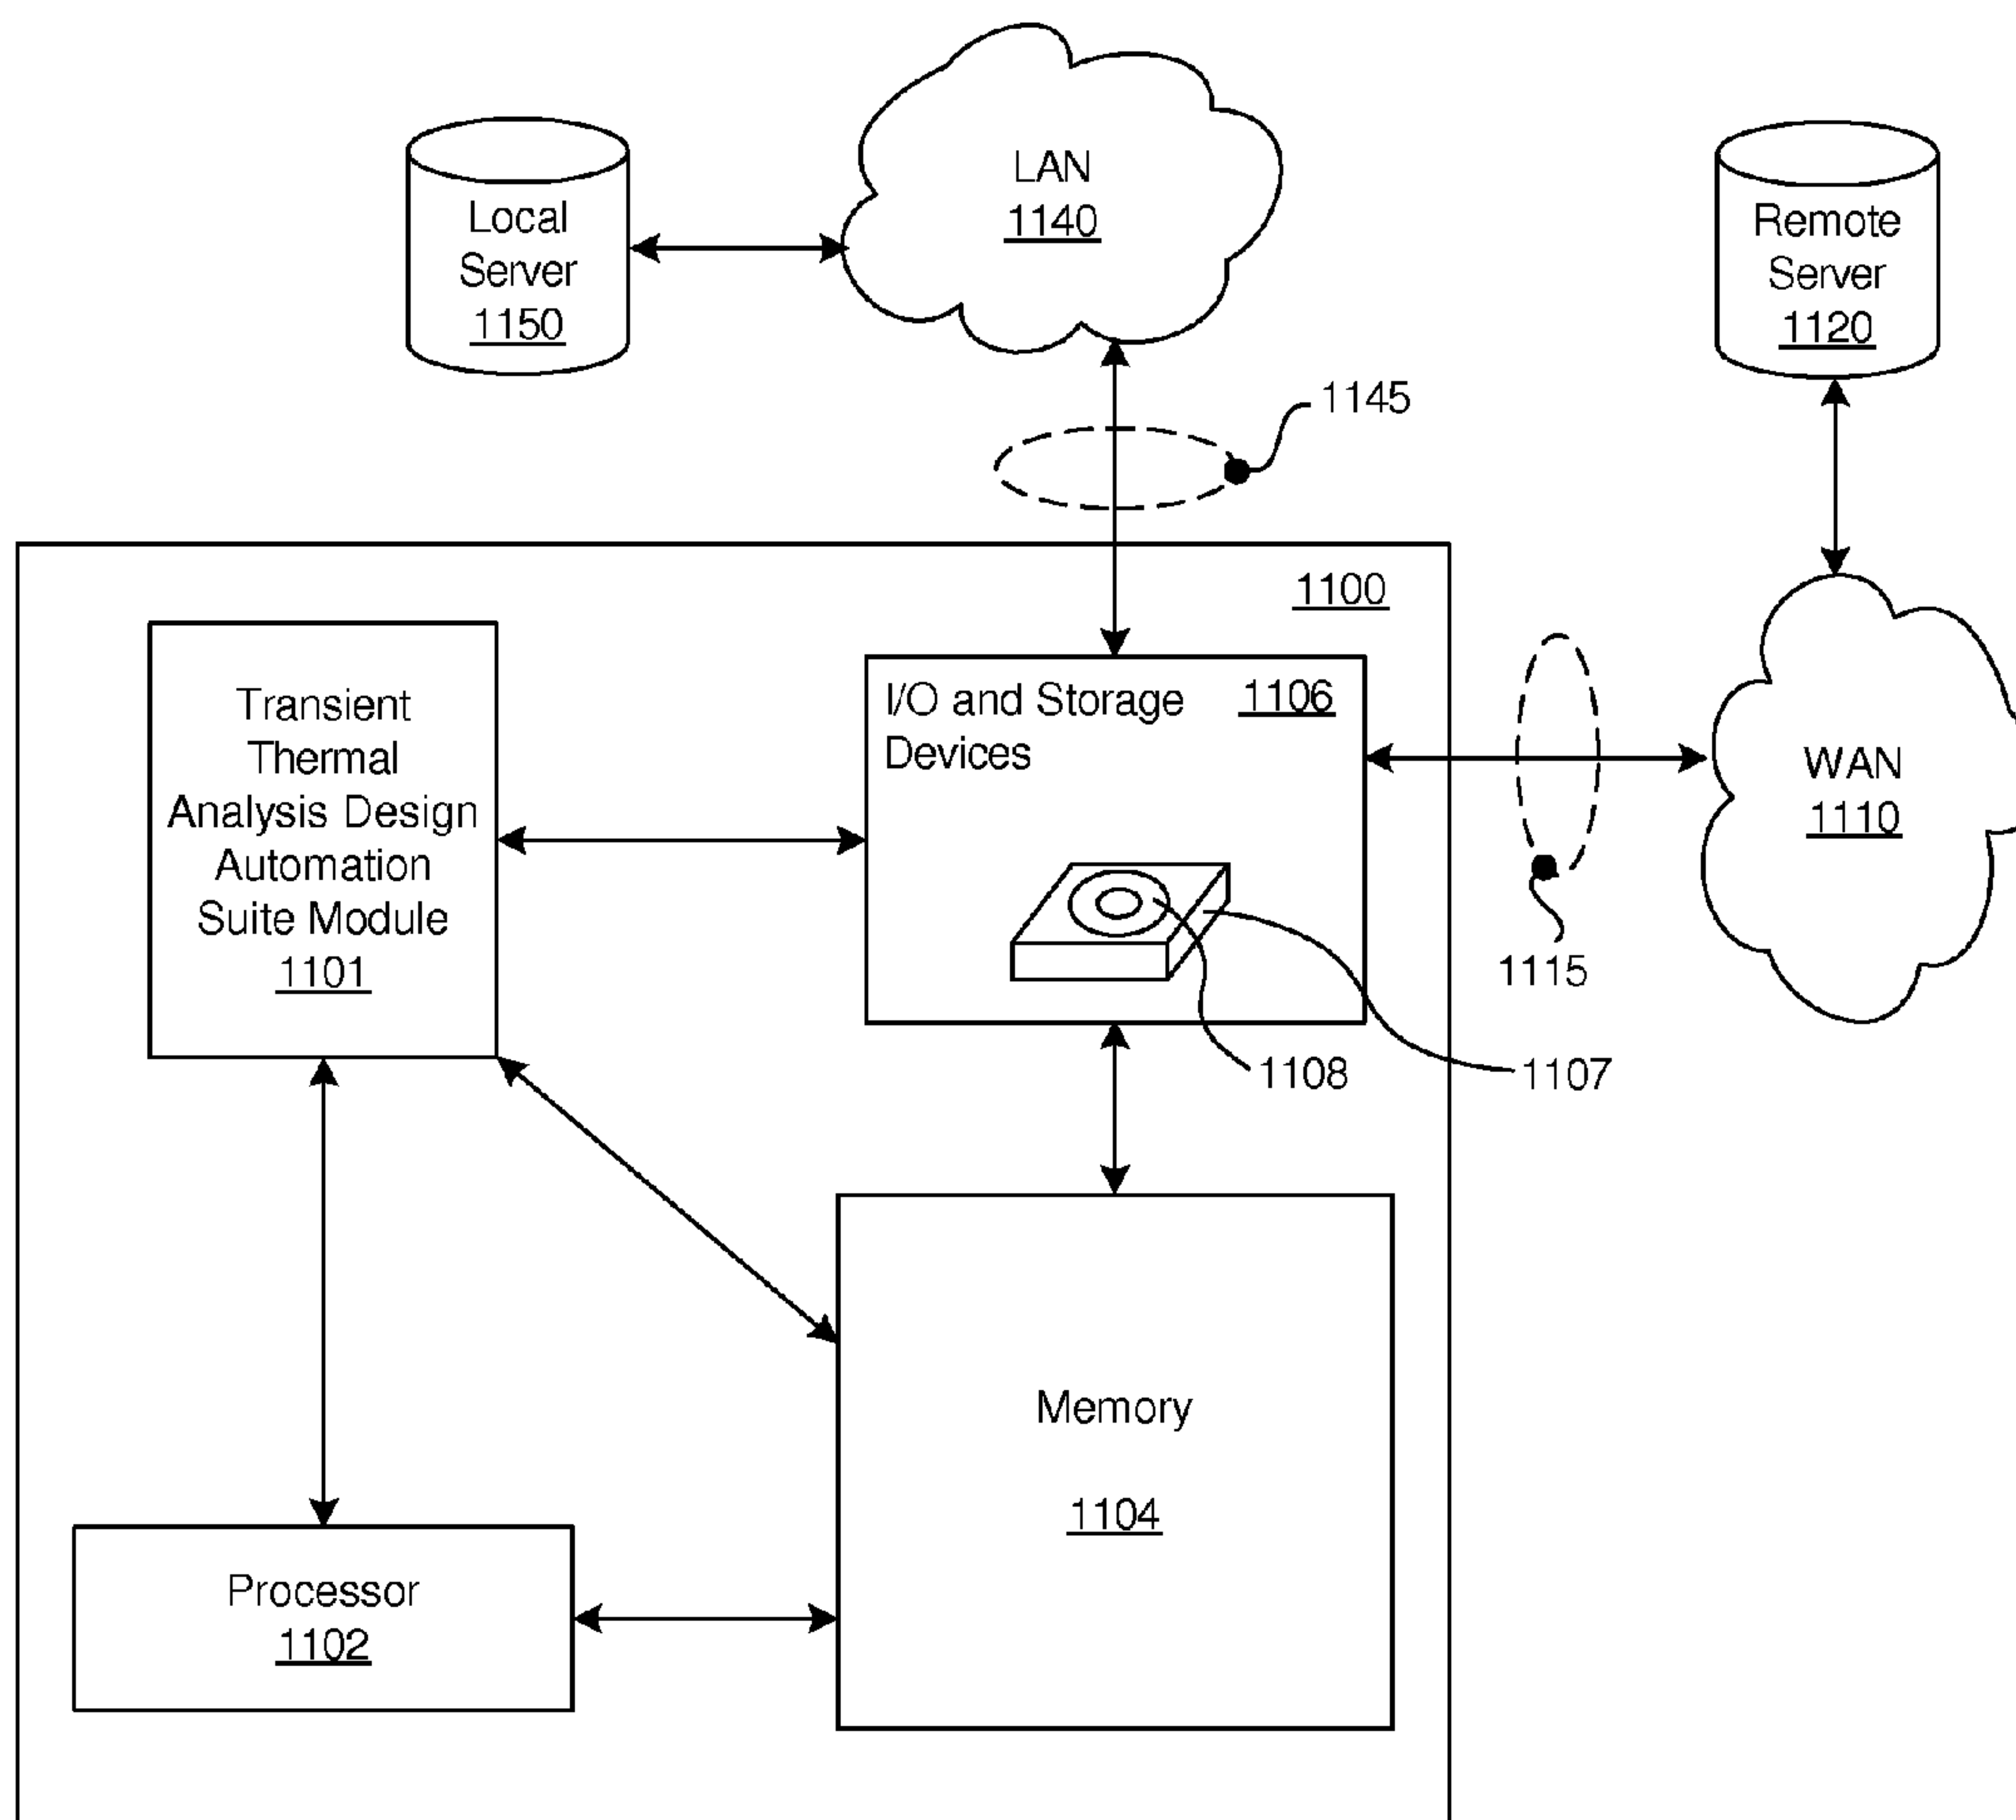 LAN
1140
Local
Server
1150
Remote
Server
1120
1145
1100
Transient
Thermal
Analysis Design
Automation
Suite Module
1101
I/O and Storage 1106
Devices
WAN
1110
1115
1108
1107
Memory
1104
Processor
1102